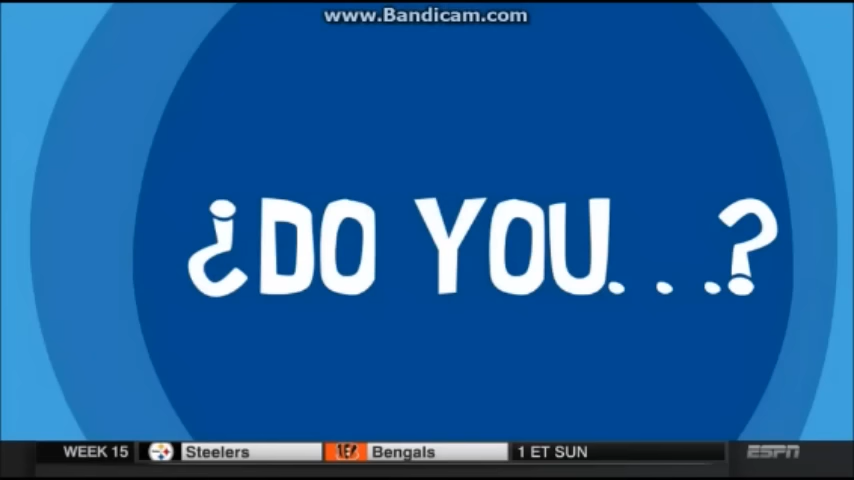 www.Bandicam.com
¿DO YOU. . .?
WEEK 15 Steelers Bengals 1 ET SUN ESPN